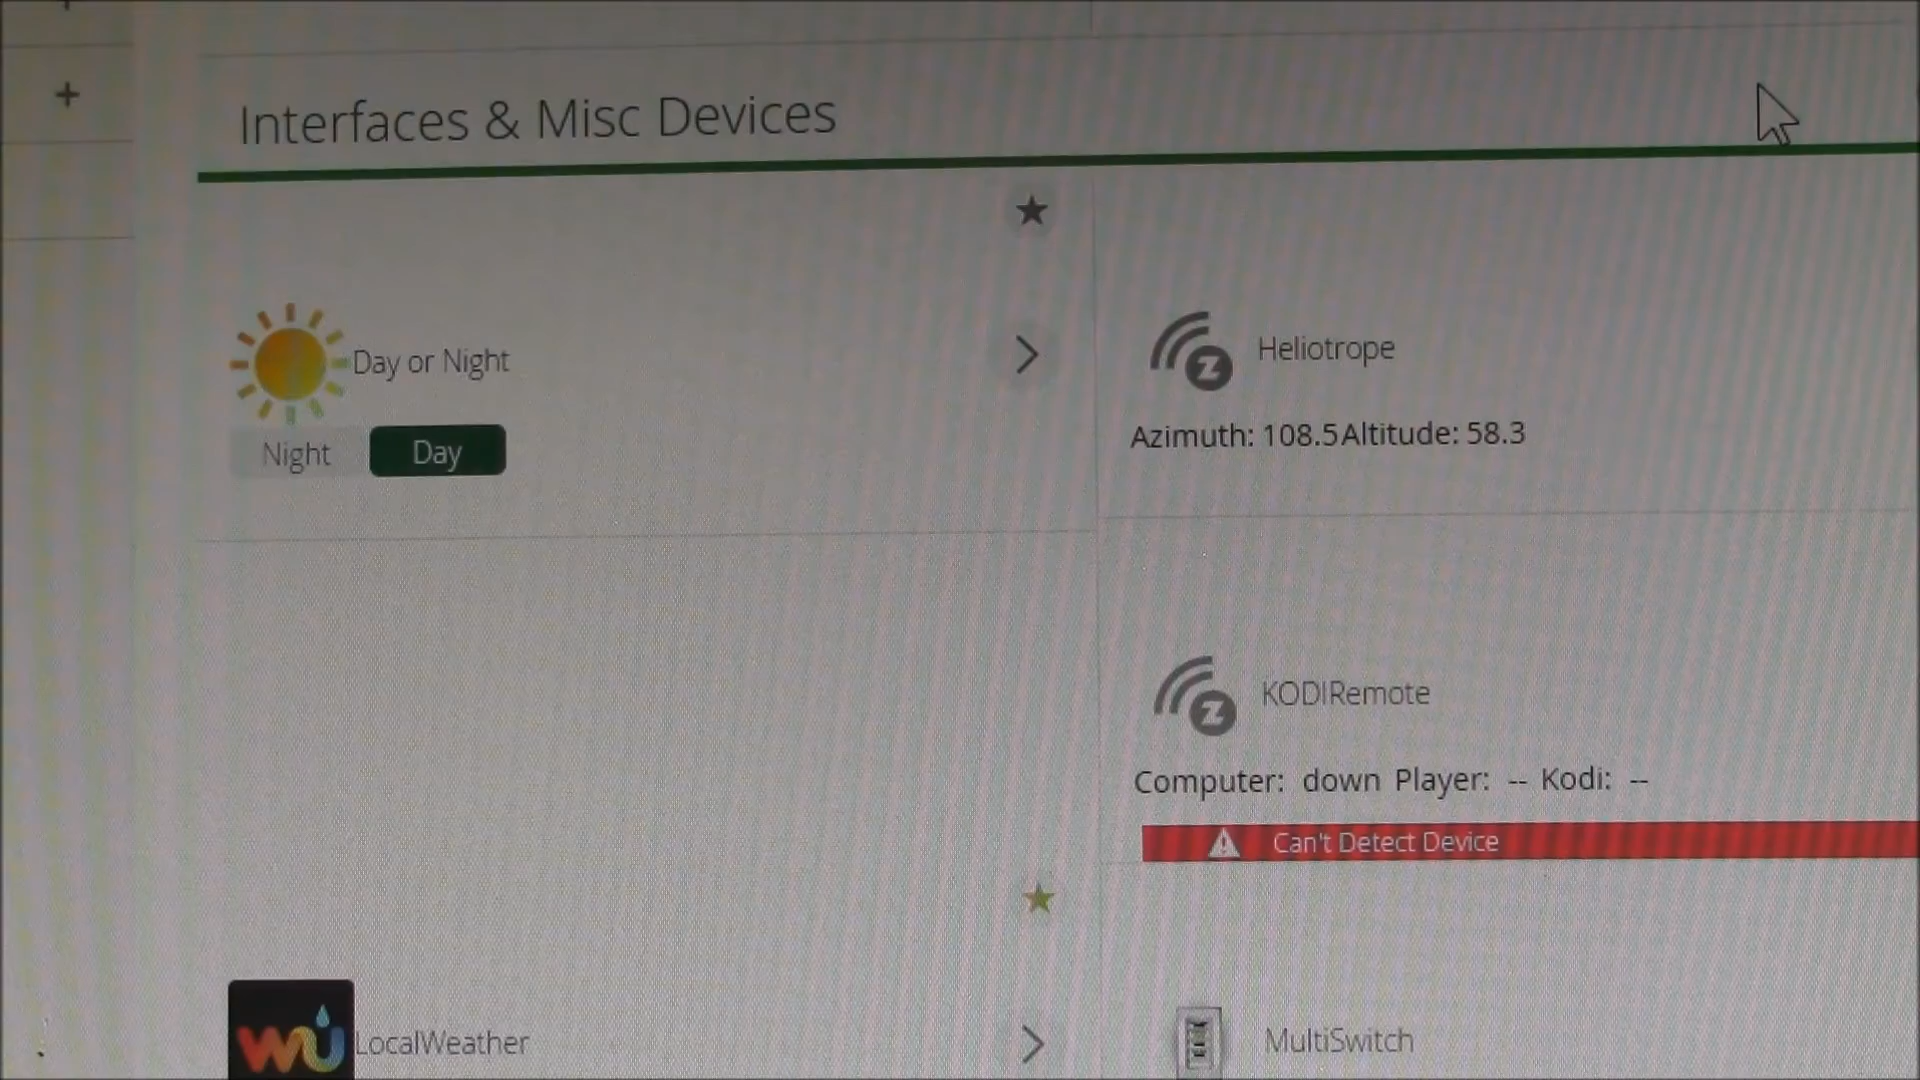 +
Interfaces & Misc Devices
Day or Night
Night Day
Heliotrope
Azimuth: 108.5Altitude: 58.3
KODIRemote
Computer: down Player: -- Kodi: --
Can't Detect Device
WU LocalWeather
MultiSwitch